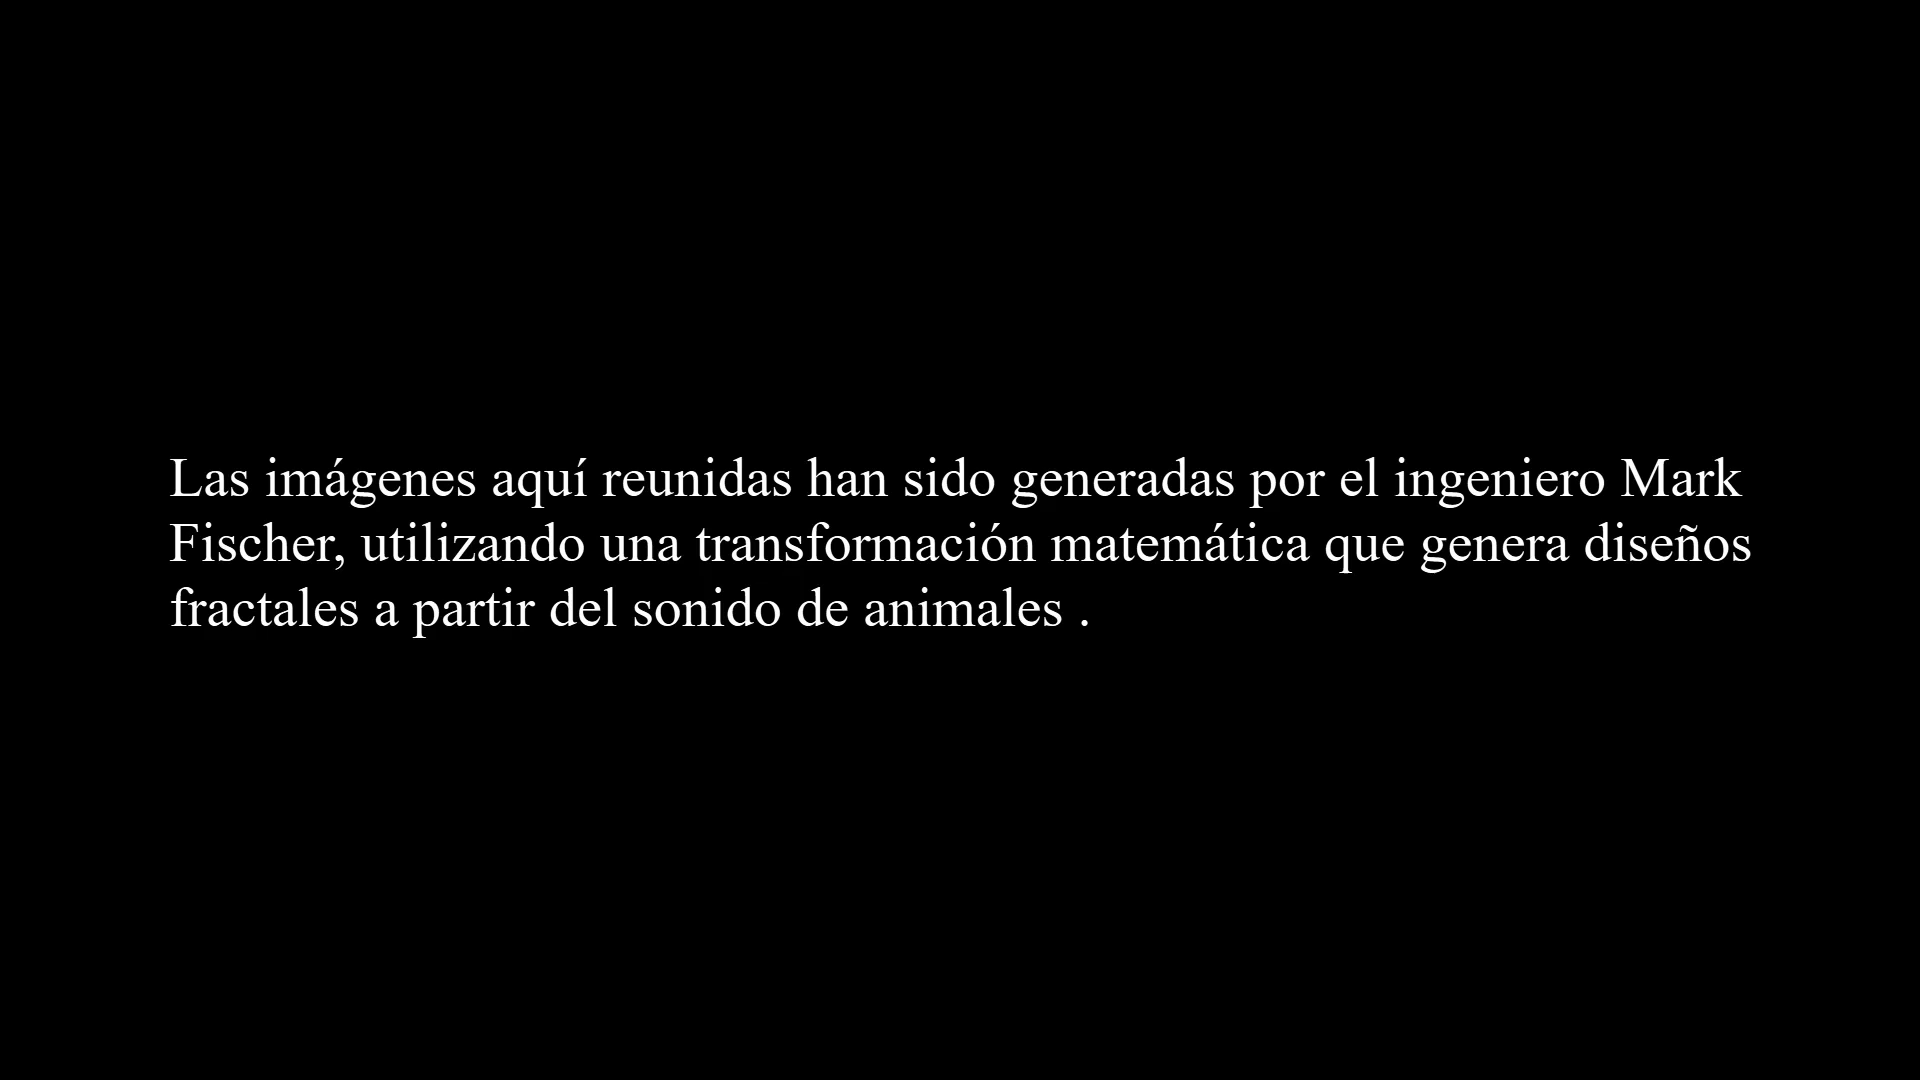 Las imágenes aquí reunidas han sido generadas por el ingeniero Mark
Fischer, utilizando una transformación matemática que genera diseños
fractales a partir del sonido de animales .